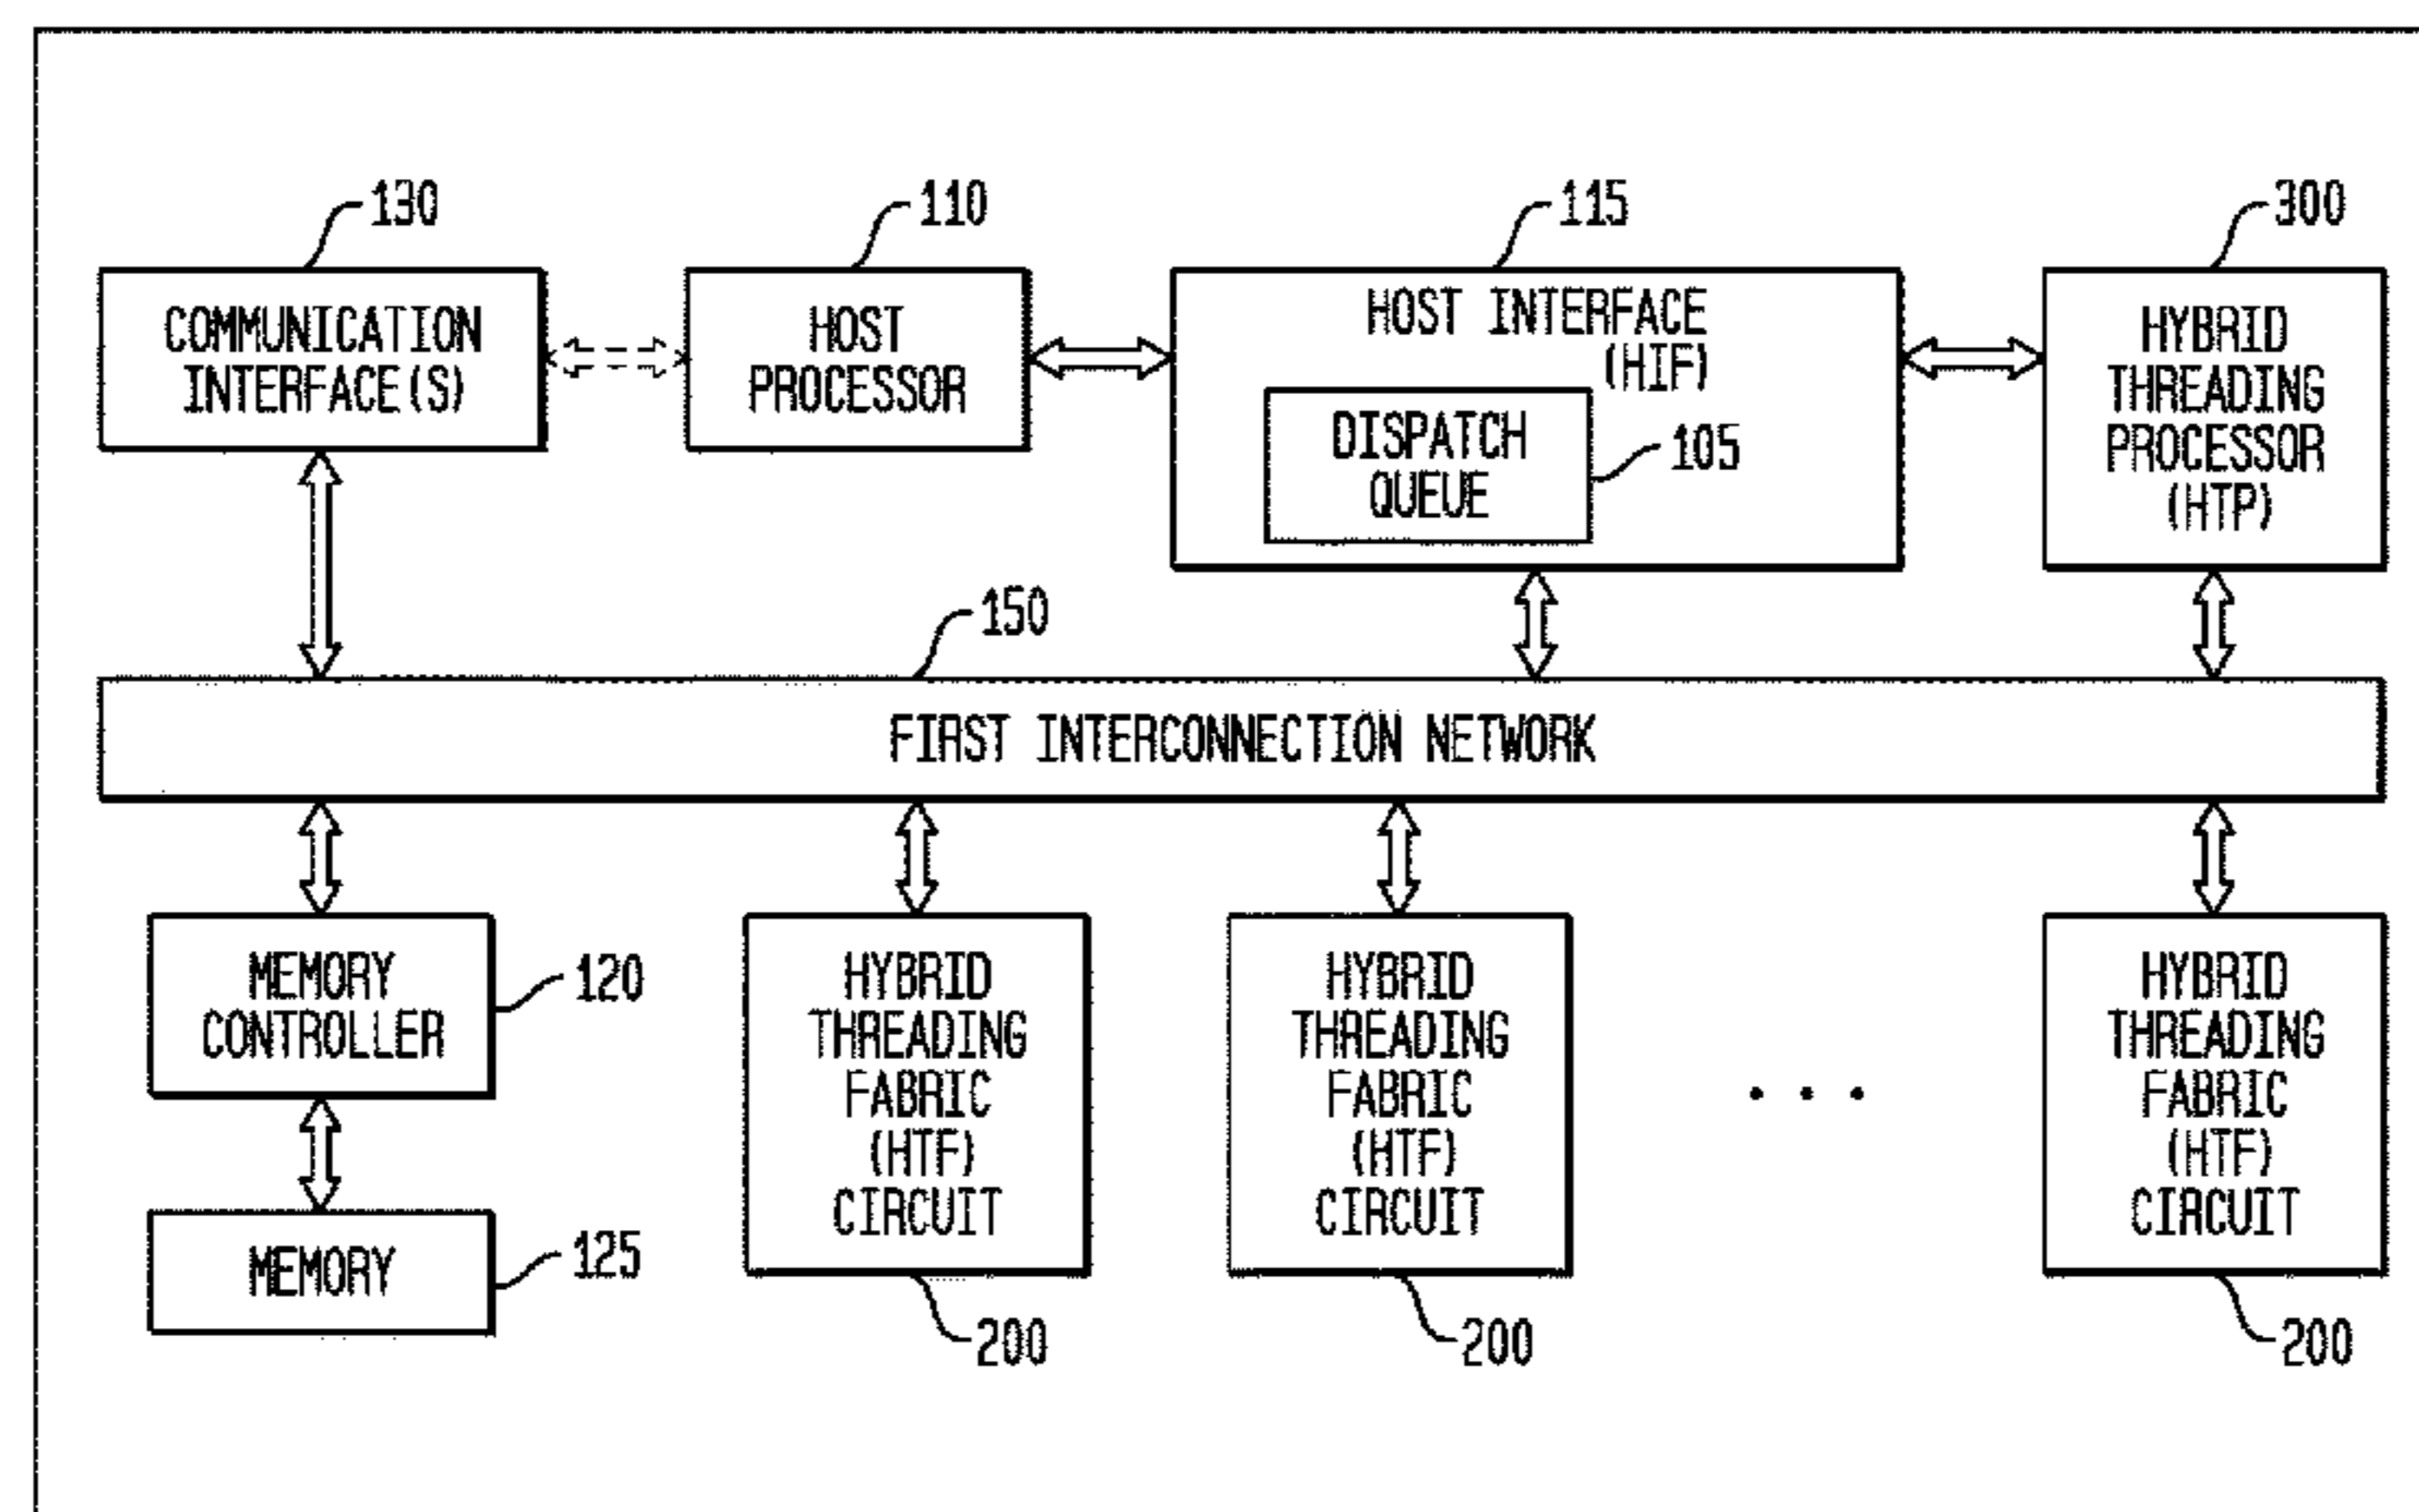 130
110
115
300
COMMUNICATION
INTERFACE(S)
HOST
PROCESSOR
HOST INTERFACE
(HIF)
DISPATCH
QUEUE
105
HYBRID
THREADING
PROCESSOR
(HTP)
150
FIRST INTERCONNECTION NETWORK
MEMORY
CONTROLLER
120
MEMORY
125
HYBRID
THREADING
FABRIC
(HTF)
CIRCUIT
200
HYBRID
THREADING
FABRIC
(HTF)
CIRCUIT
200
. . .
HYBRID
THREADING
FABRIC
(HTF)
CIRCUIT
200